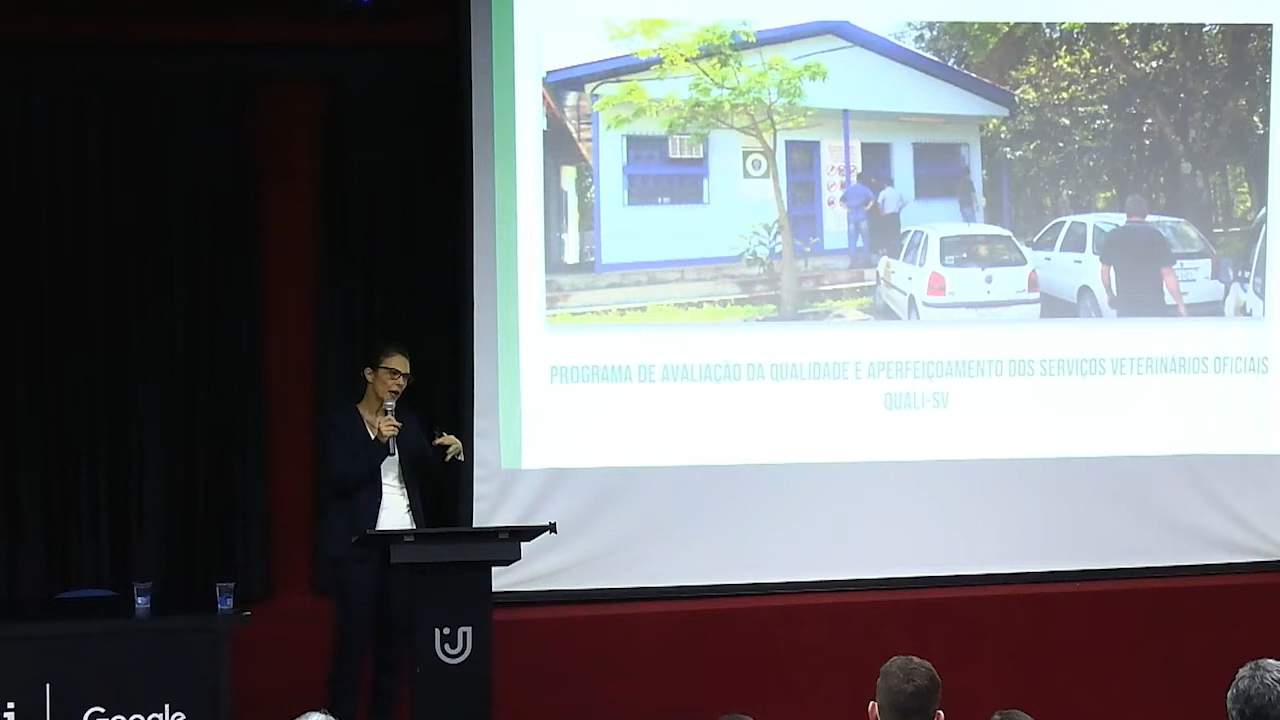 PROGRAMA DE AVALIAÇÃO DA QUALIDADE E APERFEIÇOAMENTO DOS SERVIÇOS VETERINÁRIOS OFICIAIS
QUALI-SV
Google